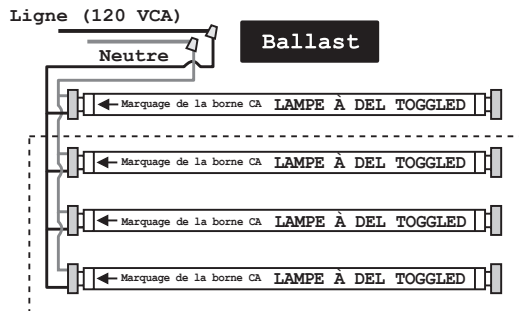 Ligne (120 VCA)
Neutre
Ballast
Marquage de la borne CA LAMPE À DEL TOGGLED
Marquage de la borne CA LAMPE À DEL TOGGLED
Marquage de la borne CA LAMPE À DEL TOGGLED
Marquage de la borne CA LAMPE À DEL TOGGLED